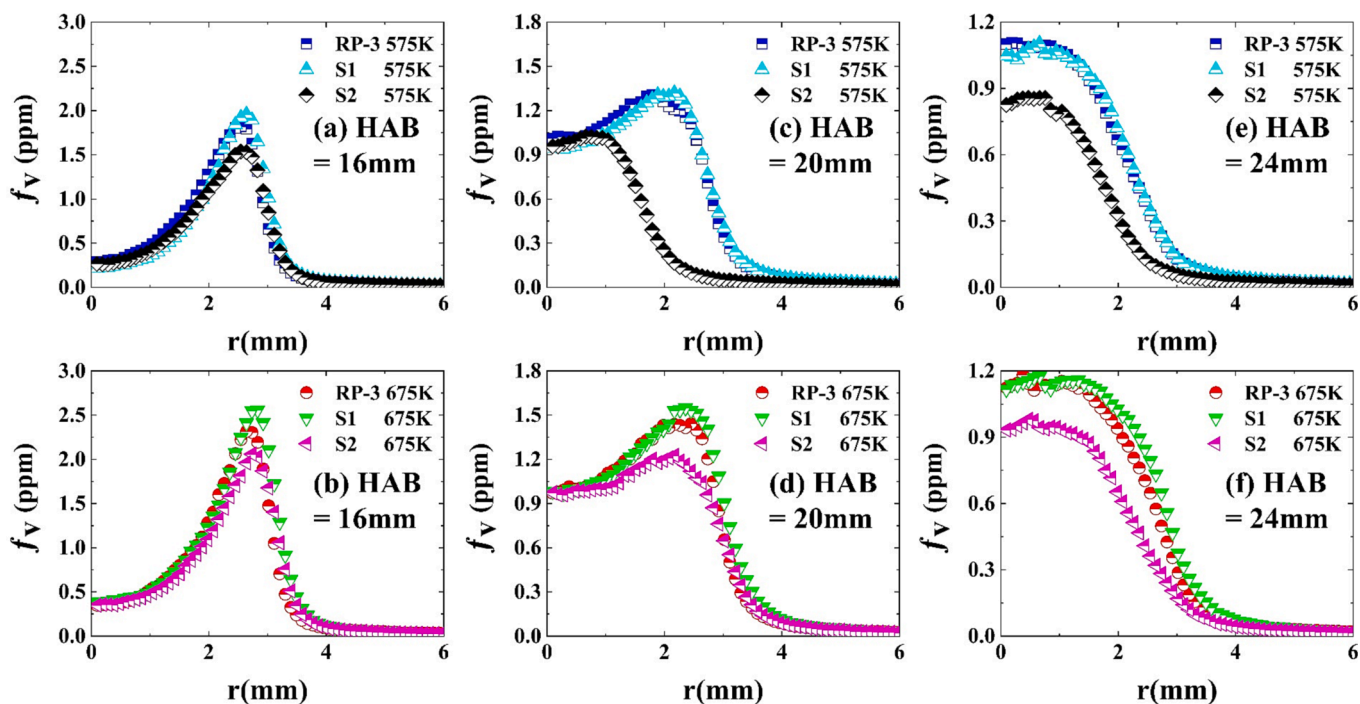 3.0
2.5
2.0
1.5
1.0
0.5
0.0
fv (ppm)
RP-3 575K
S1 575K
S2 575K
(a) HAB
= 16mm
0 2 4 6
r(mm)
1.8
1.5
1.2
0.9
0.6
0.3
0.0
fv (ppm)
RP-3 575K
S1 575K
S2 575K
(c) HAB
= 20mm
0 2 4 6
r(mm)
1.2
0.9
0.6
0.3
0.0
fv (ppm)
RP-3 575K
S1 575K
S2 575K
(e) HAB
= 24mm
0 2 4 6
r(mm)
3.0
2.5
2.0
1.5
1.0
0.5
0.0
fv (ppm)
RP-3 675K
S1 675K
S2 675K
(b) HAB
= 16mm
0 2 4 6
r(mm)
1.8
1.5
1.2
0.9
0.6
0.3
0.0
fv (ppm)
RP-3 675K
S1 675K
S2 675K
(d) HAB
= 20mm
0 2 4 6
r(mm)
1.2
0.9
0.6
0.3
0.0
fv (ppm)
RP-3 675K
S1 675K
S2 675K
(f) HAB
= 24mm
0 2 4 6
r(mm)